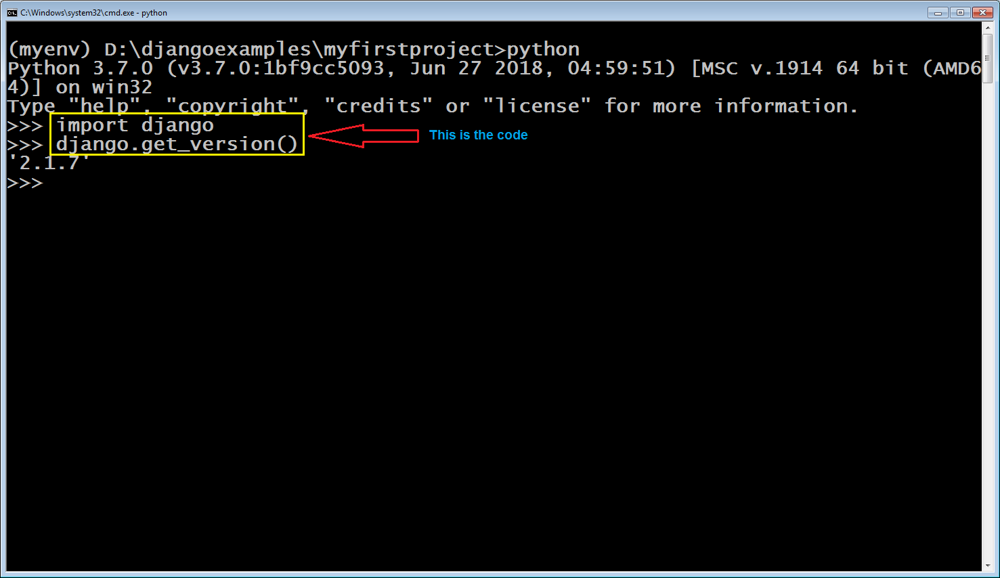 C:\Windows\system32\cmd.exe - python
(myenv) D:\djangoexamples\myfirstproject>python
Python 3.7.0 (v3.7.0:1bf9cc5093, Jun 27 2018, 04:59:51) [MSC v.1914 64 bit (AMD6
4)] on win32
Type "help", "copyright", "credits" or "license" for more information.
>>> import django
>>> django.get_version()
This is the code
'2.1.7'
>>>